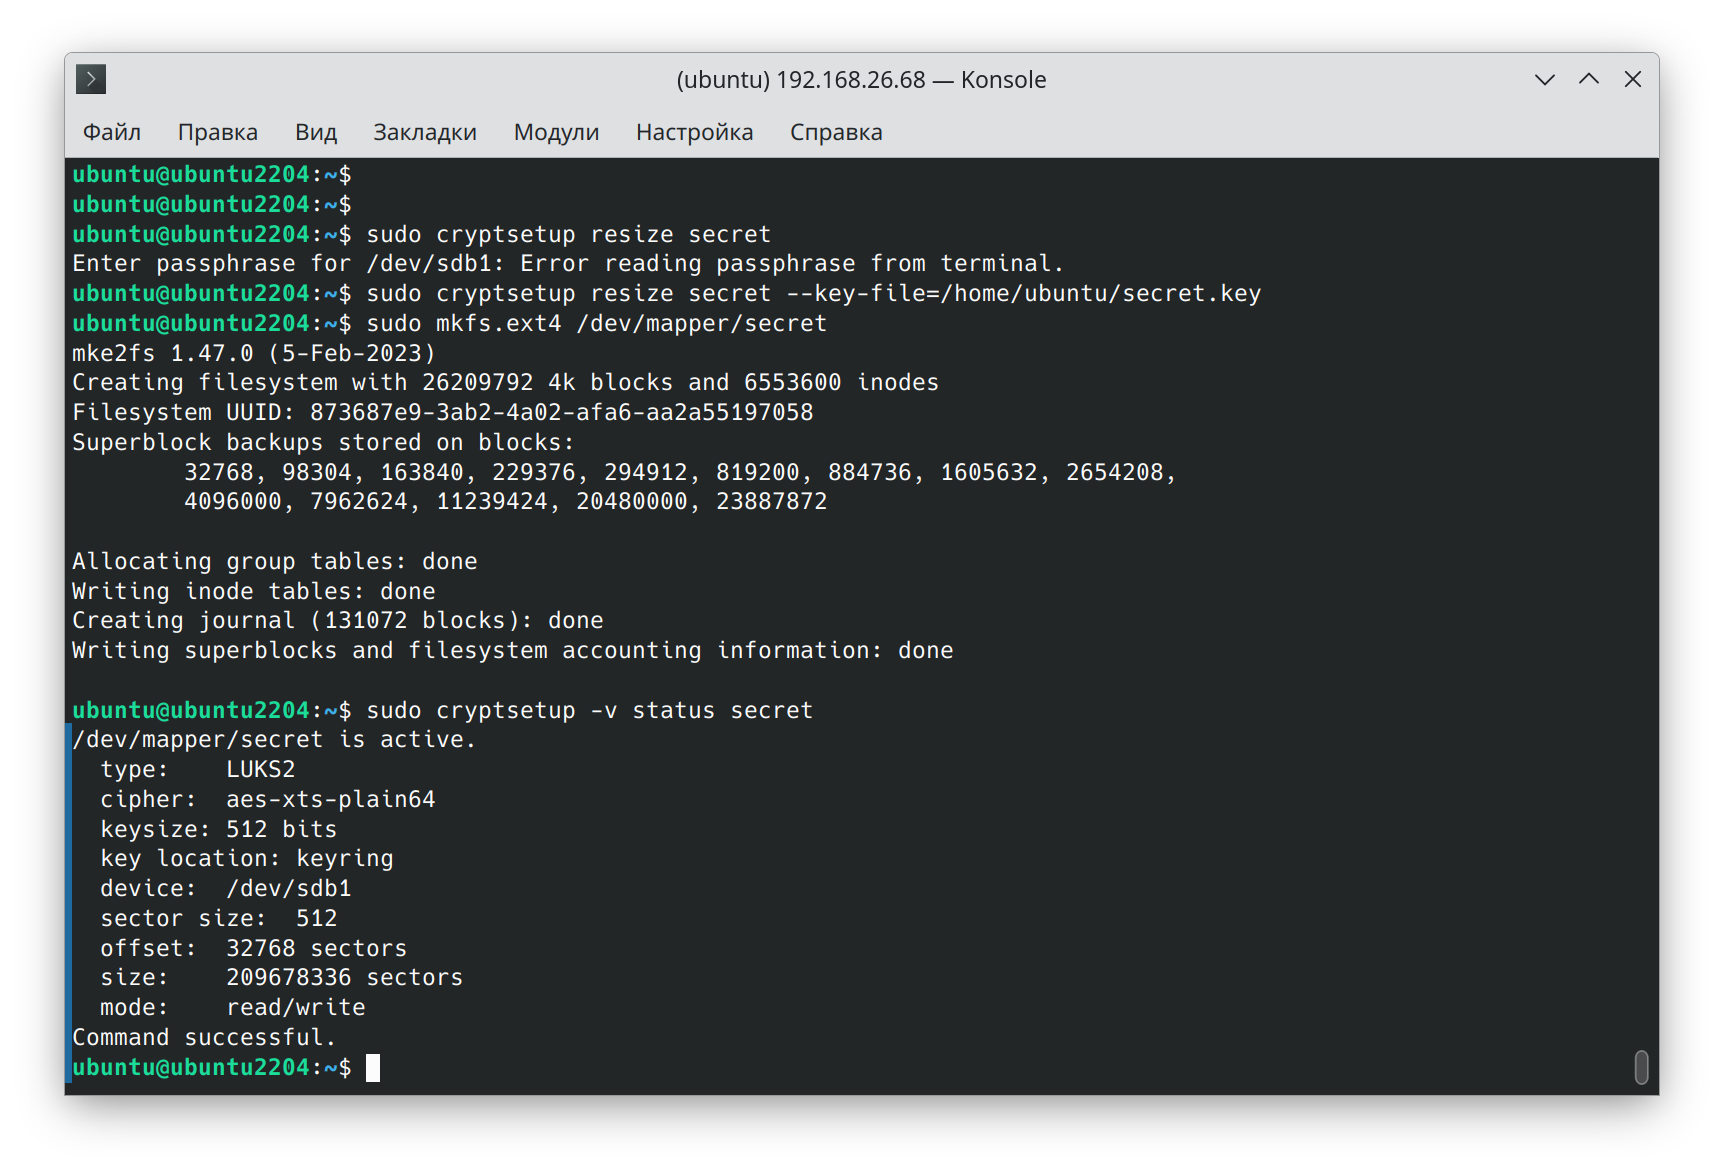 (ubuntu) 192.168.26.68 — Konsole
Файл Правка Вид Закладки Модули Настройка Справка
ubuntu@ubuntu2204:~$
ubuntu@ubuntu2204:~$
ubuntu@ubuntu2204:~$ sudo cryptsetup resize secret
Enter passphrase for /dev/sdb1: Error reading passphrase from terminal.
ubuntu@ubuntu2204:~$ sudo cryptsetup resize secret --key-file=/home/ubuntu/secret.key
ubuntu@ubuntu2204:~$ sudo mkfs.ext4 /dev/mapper/secret
mke2fs 1.47.0 (5-Feb-2023)
Creating filesystem with 26209792 4k blocks and 6553600 inodes
Filesystem UUID: 873687e9-3ab2-4a02-afa6-aa2a55197058
Superblock backups stored on blocks:
        32768, 98304, 163840, 229376, 294912, 819200, 884736, 1605632, 2654208,
        4096000, 7962624, 11239424, 20480000, 23887872
Allocating group tables: done
Writing inode tables: done
Creating journal (131072 blocks): done
Writing superblocks and filesystem accounting information: done
ubuntu@ubuntu2204:~$ sudo cryptsetup -v status secret
/dev/mapper/secret is active.
  type:    LUKS2
  cipher:  aes-xts-plain64
  keysize: 512 bits
  key location: keyring
  device:  /dev/sdb1
  sector size:  512
  offset:  32768 sectors
  size:    209678336 sectors
  mode:    read/write
Command successful.
ubuntu@ubuntu2204:~$